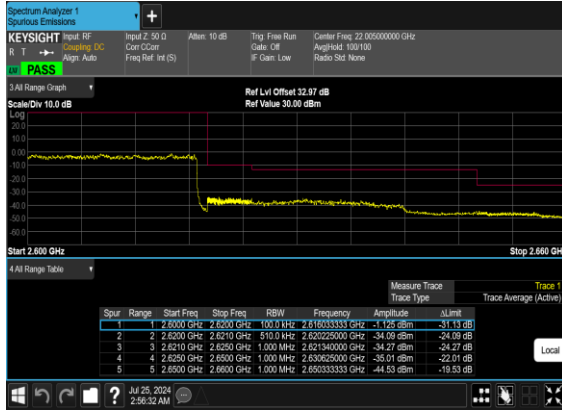 Spectrum Analyzer 1
Spurious Emissions
+
KEYSIGHT Input: RF Input Z: 50 Ω Atten: 10 dB Trig: Free Run Center Freq: 22.005000000 GHz
R T Coupling: DC Corr CCorr Gate: Off Avg|Hold: 100/100
Align: Auto Freq Ref: Int (S) IF Gain: Low Radio Std: None
PASS
3 All Range Graph
Ref Lvl Offset 32.97 dB
Scale/Div 10.0 dB Ref Value 30.00 dBm
Log
20.0
10.0
0.00
-10.0
-20.0
-30.0
-40.0
-50.0
-60.0
Start 2.600 GHz Stop 2.660 GH
4 All Range Table
Measure Trace Trace 1
Trace Type Trace Average (Active)
Spur Range Start Freq Stop Freq RBW Frequency Amplitude ΔLimit
1 1 2.6000 GHz 2.6200 GHz 100.0 kHz 2.616033333 GHz -1.125 dBm -31.13 dB
2 2 2.6200 GHz 2.6210 GHz 510.0 kHz 2.620225000 GHz -34.09 dBm -24.09 dB
3 3 2.6210 GHz 2.6250 GHz 1.000 MHz 2.621340000 GHz -34.27 dBm -24.27 dB
4 4 2.6250 GHz 2.6500 GHz 1.000 MHz 2.630625000 GHz -35.01 dBm -22.01 dB
5 5 2.6500 GHz 2.6600 GHz 1.000 MHz 2.650333333 GHz -44.53 dBm -19.53 dB
Local
?
Jul 25, 2024
2:56:32 AM